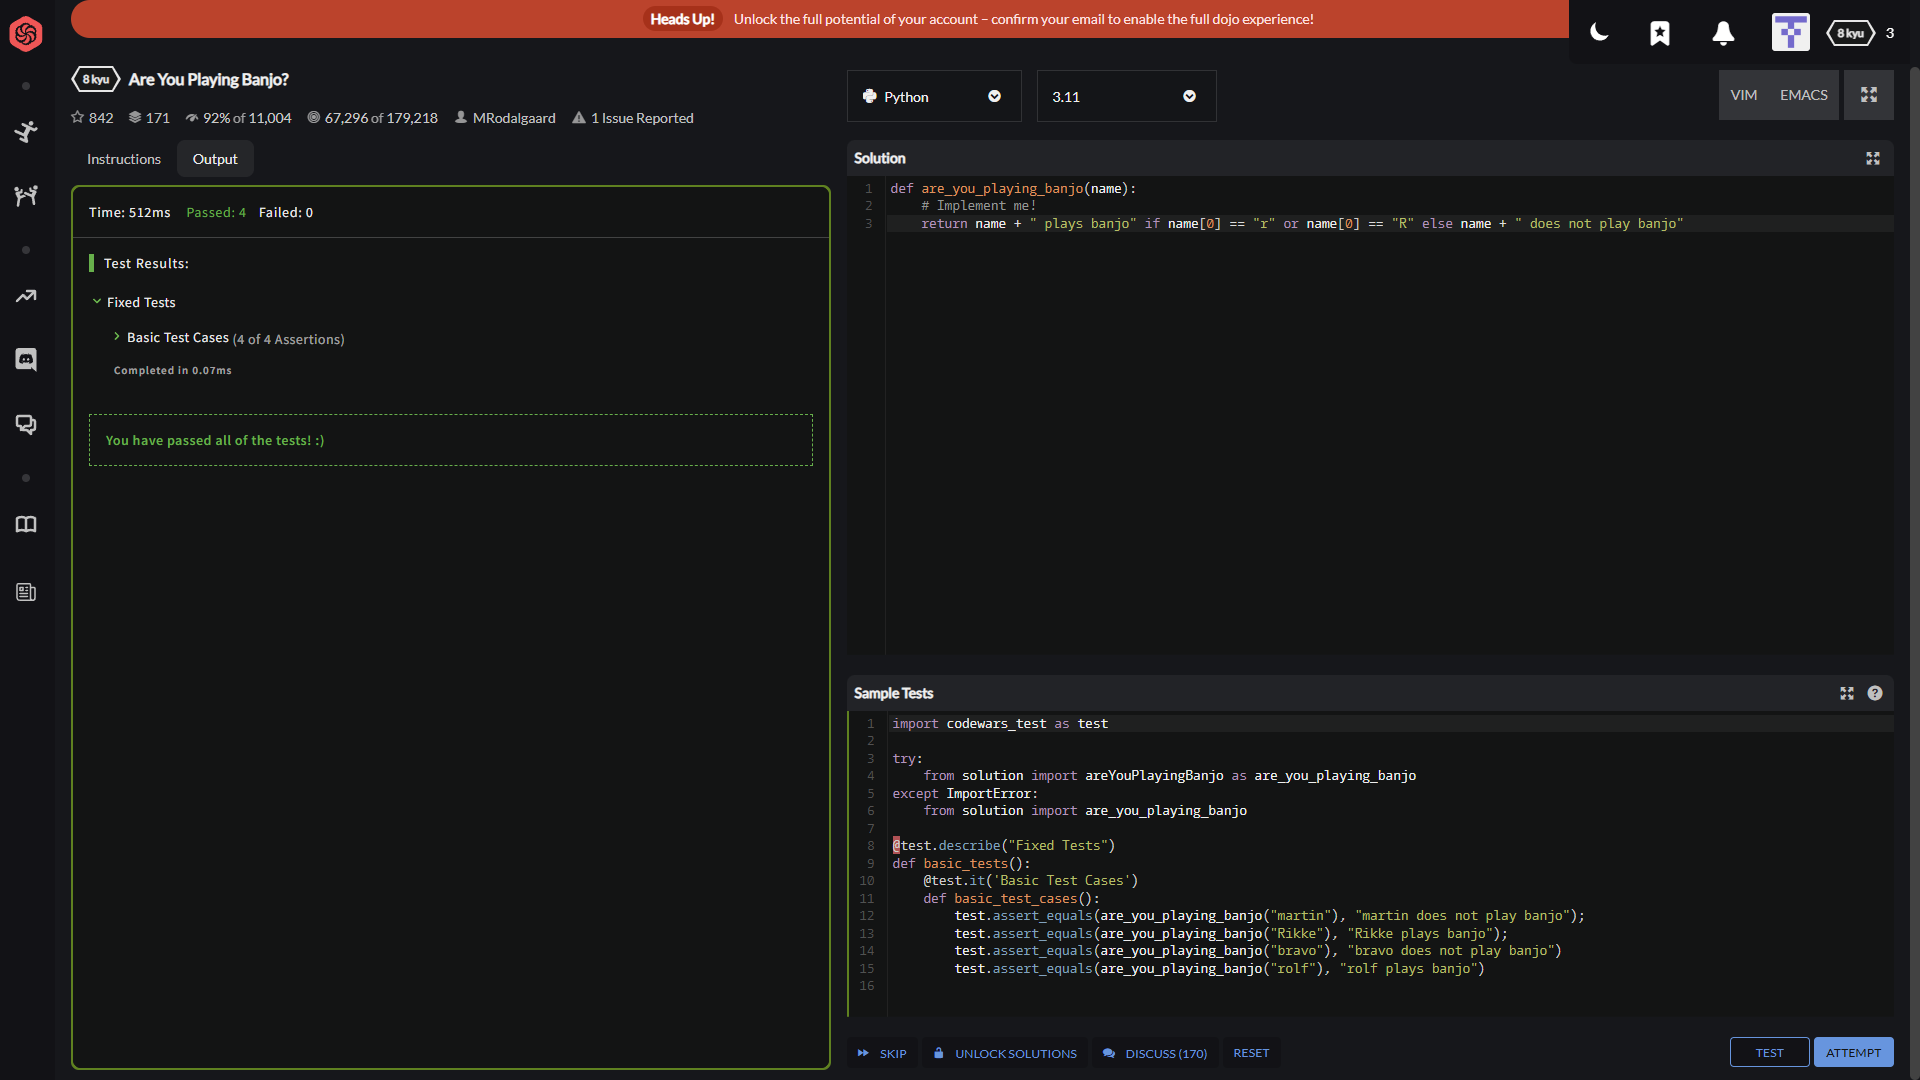 Heads Up! Unlock the full potential of your account – confirm your email to enable the full dojo experience!
8 kyu 3
8 kyu Are You Playing Banjo?
842 171 92% of 11,004 67,296 of 179,218 MRodalgaard 1 Issue Reported
Instructions Output
Time: 512ms Passed: 4 Failed: 0
Test Results:
Fixed Tests
Basic Test Cases (4 of 4 Assertions)
Completed in 0.07ms
You have passed all of the tests! :)
Python 3.11
VIM EMACS
Solution
1 def are_you_playing_banjo(name):
2     # Implement me!
3     return name + " plays banjo" if name[0] == "r" or name[0] == "R" else name + " does not play banjo"
Sample Tests
1 import codewars_test as test
2
3 try:
4     from solution import areYouPlayingBanjo as are_you_playing_banjo
5 except ImportError:
6     from solution import are_you_playing_banjo
7
8 @test.describe("Fixed Tests")
9 def basic_tests():
10     @test.it('Basic Test Cases')
11     def basic_test_cases():
12         test.assert_equals(are_you_playing_banjo("martin"), "martin does not play banjo");
13         test.assert_equals(are_you_playing_banjo("Rikke"), "Rikke plays banjo");
14         test.assert_equals(are_you_playing_banjo("bravo"), "bravo does not play banjo")
15         test.assert_equals(are_you_playing_banjo("rolf"), "rolf plays banjo")
16
SKIP UNLOCK SOLUTIONS DISCUSS (170) RESET TEST ATTEMPT